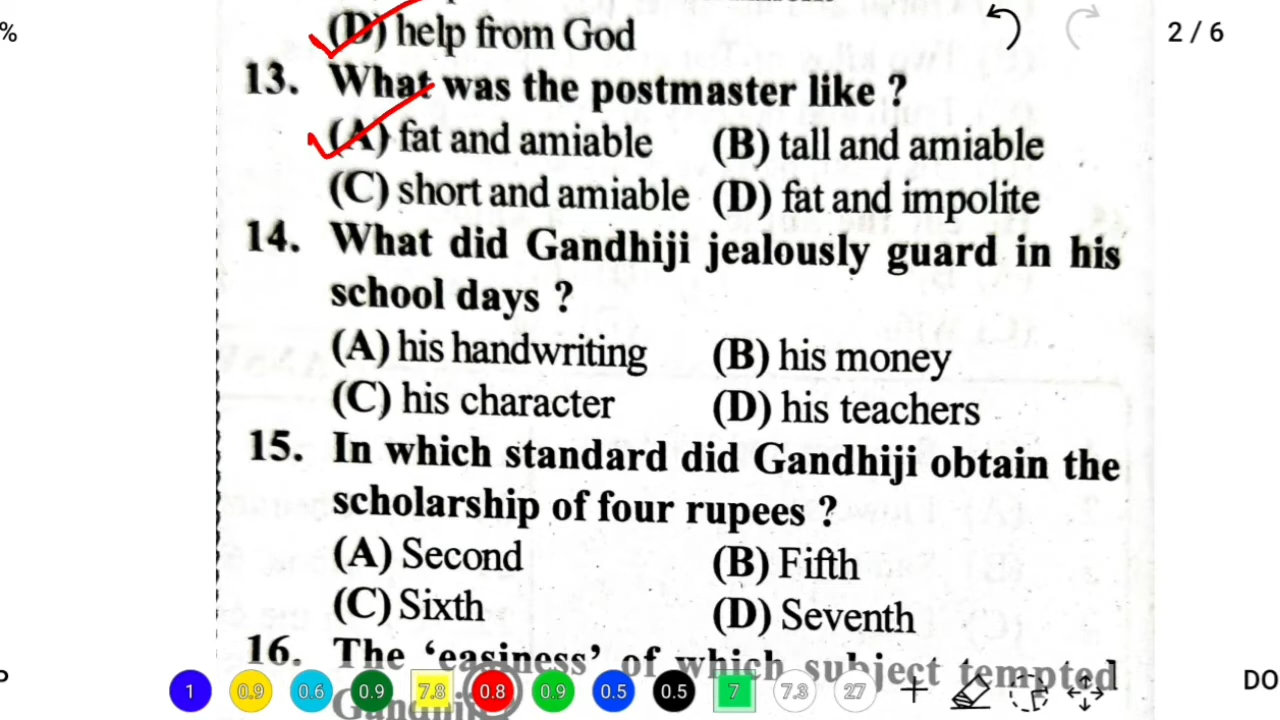 %
(D) help from God
2 / 6
13. What was the postmaster like ?
(A) fat and amiable (B) tall and amiable
(C) short and amiable (D) fat and impolite
14. What did Gandhiji jealously guard in his
school days ?
(A) his handwriting (B) his money
(C) his character (D) his teachers
15. In which standard did Gandhiji obtain the
scholarship of four rupees ?
(A) Second (B) Fifth
(C) Sixth (D) Seventh
16. The ‘easiness’ of which subject tempted
Gandhiji
1 0.9 0.6 0.9 7.8 0.8 0.9 0.5 0.5 7 7.3 27
DO